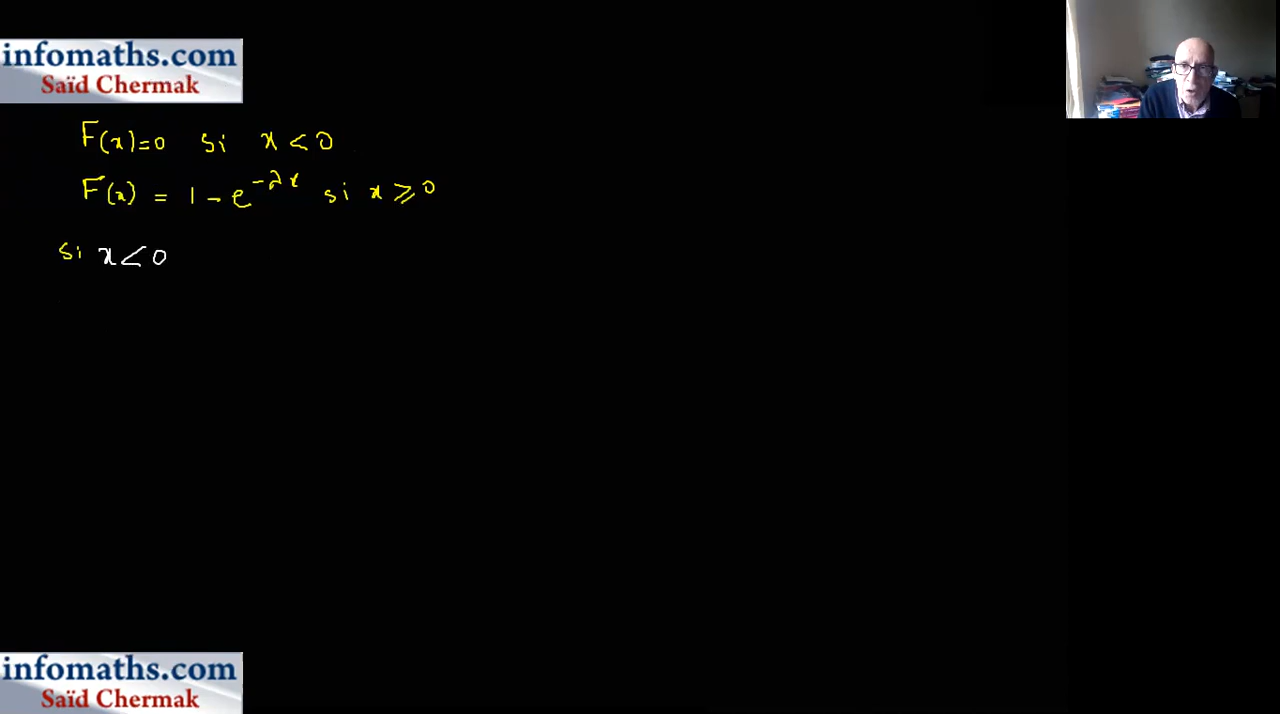 infomaths.com
Saïd Chermak
F(x)=0 si x<0
F(x) = 1-e^{-λx} si x⩾0
si x<0
infomaths.com
Saïd Chermak